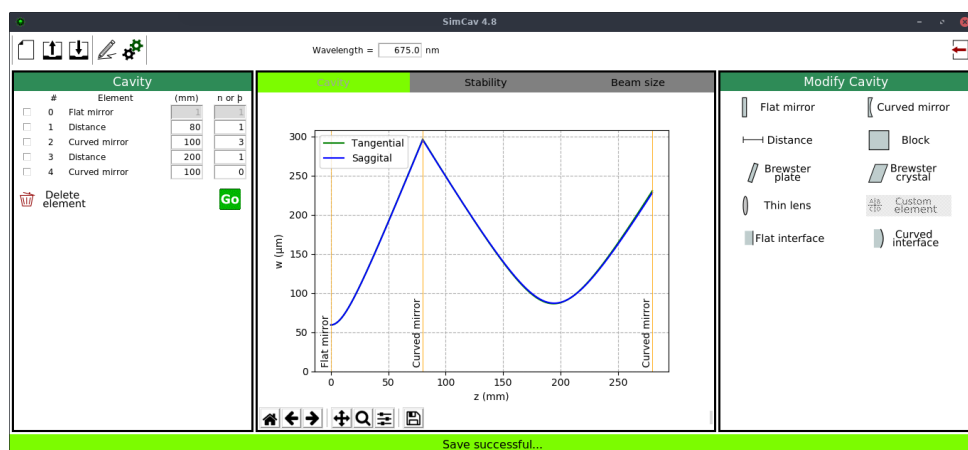 SimCav 4.8
Wavelength = 675.0 nm
Cavity
# Element (mm) n or þ
0 Flat mirror 1 1
1 Distance 80 1
2 Curved mirror 100 3
3 Distance 200 1
4 Curved mirror 100 0
Delete
element
Go
Cavity Stability Beam size
Tangential
Saggital
300
250
200
150
100
50
0
w (μm)
Flat mirror
Curved mirror
Curved mirror
0 50 100 150 200 250
z (mm)
Modify Cavity
Flat mirror Curved mirror
Distance Block
Brewster
plate
Brewster
crystal
Thin lens
A B
C D
Custom
element
Flat interface
Curved
interface
Save successful...